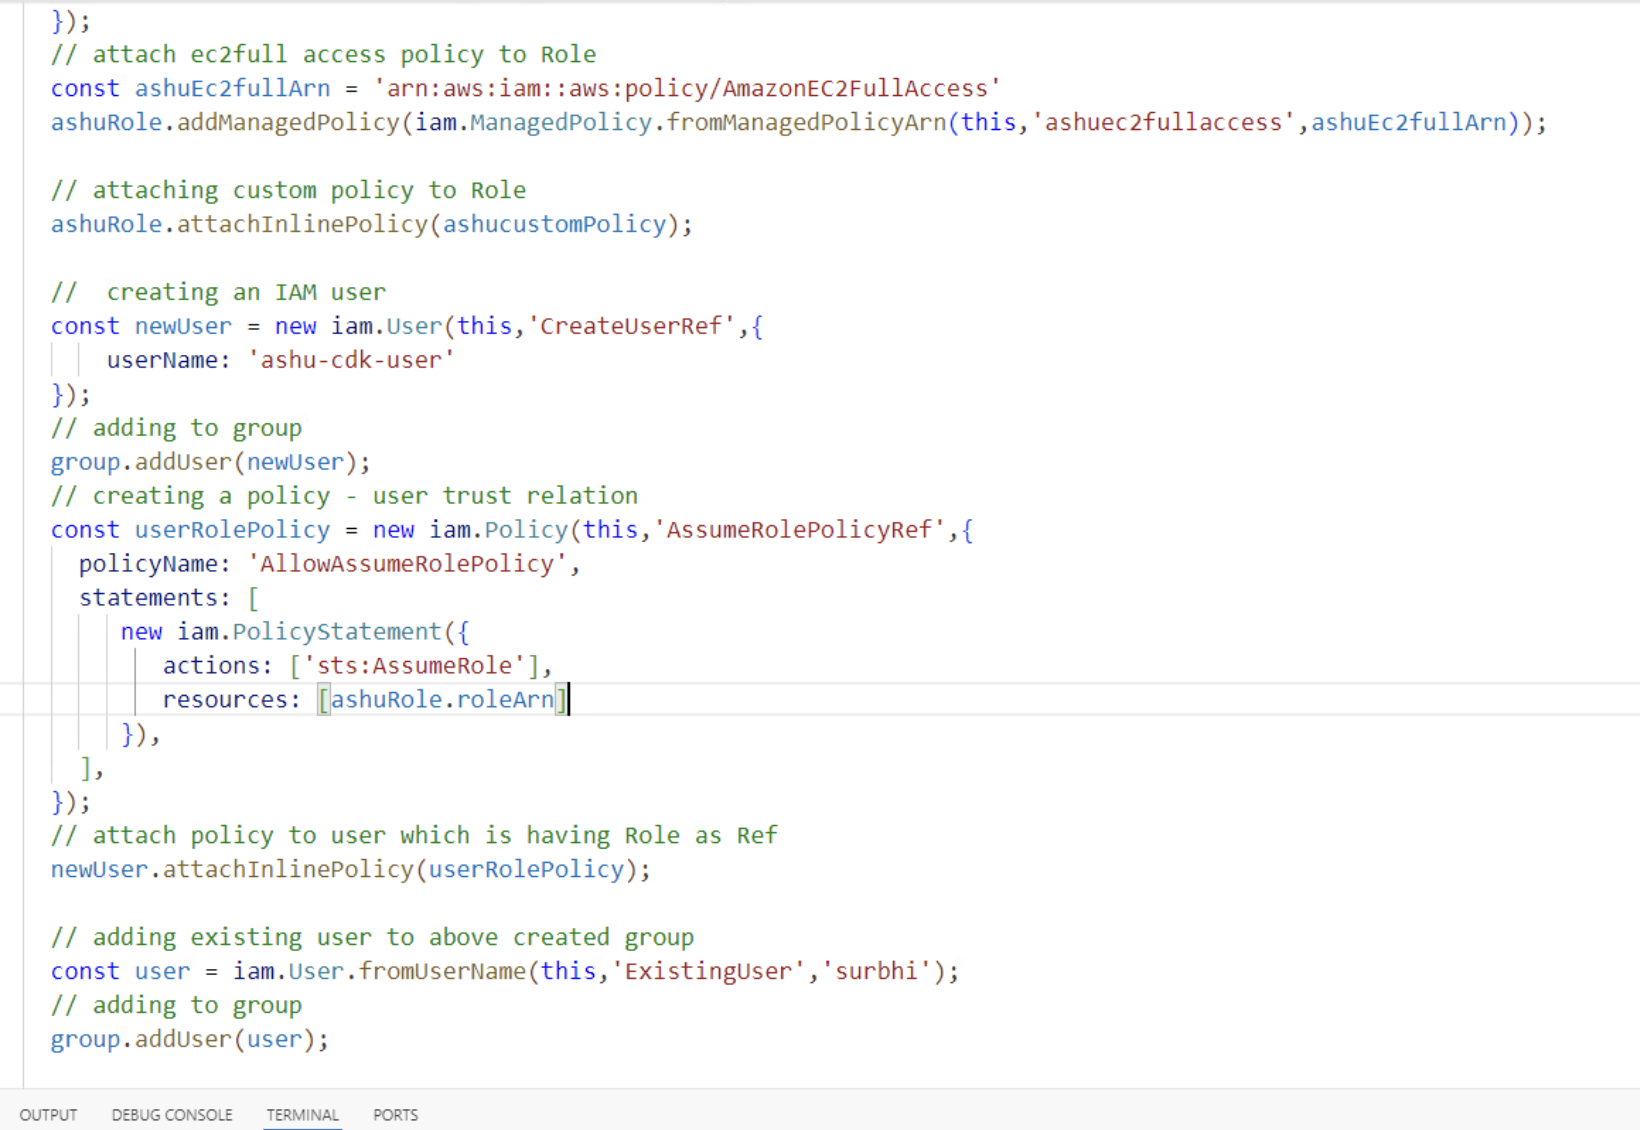 });
// attach ec2full access policy to Role
const ashuEc2fullArn = 'arn:aws:iam::aws:policy/AmazonEC2FullAccess'
ashuRole.addManagedPolicy(iam.ManagedPolicy.fromManagedPolicyArn(this,'ashuec2fullaccess',ashuEc2fullArn));
// attaching custom policy to Role
ashuRole.attachInlinePolicy(ashucustomPolicy);
//  creating an IAM user
const newUser = new iam.User(this,'CreateUserRef',{
    userName: 'ashu-cdk-user'
});
// adding to group
group.addUser(newUser);
// creating a policy - user trust relation
const userRolePolicy = new iam.Policy(this,'AssumeRolePolicyRef',{
  policyName: 'AllowAssumeRolePolicy',
  statements: [
     new iam.PolicyStatement({
        actions: ['sts:AssumeRole'],
        resources: [ashuRole.roleArn]
     }),
  ],
});
// attach policy to user which is having Role as Ref
newUser.attachInlinePolicy(userRolePolicy);
// adding existing user to above created group
const user = iam.User.fromUserName(this,'ExistingUser','surbhi');
// adding to group
group.addUser(user);
OUTPUT DEBUG CONSOLE TERMINAL PORTS